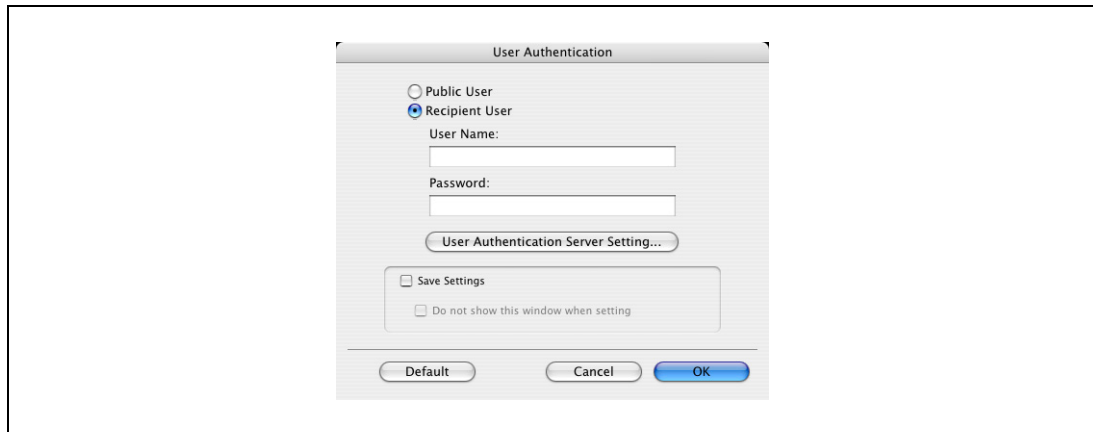 User Authentication
Public User
Recipient User
User Name:
Password:
User Authentication Server Setting...
Save Settings
Do not show this window when setting
Default Cancel OK